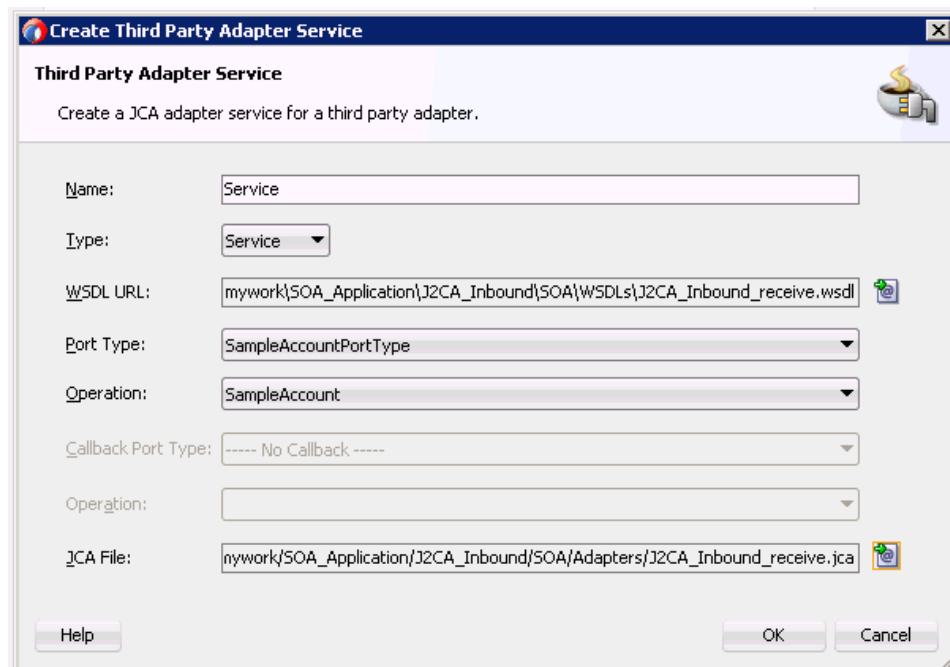 Create Third Party Adapter Service
Third Party Adapter Service
Create a JCA adapter service for a third party adapter.
Name: Service
Type: Service
WSDL URL: mywork\SOA_Application\J2CA_Inbound\SOA\WSDLs\J2CA_Inbound_receive.wsdl
Port Type: SampleAccountPortType
Operation: SampleAccount
Callback Port Type: ----- No Callback -----
Operation:
JCA File: nywork/SOA_Application/J2CA_Inbound/SOA/Adapters/J2CA_Inbound_receive.jca
Help OK Cancel